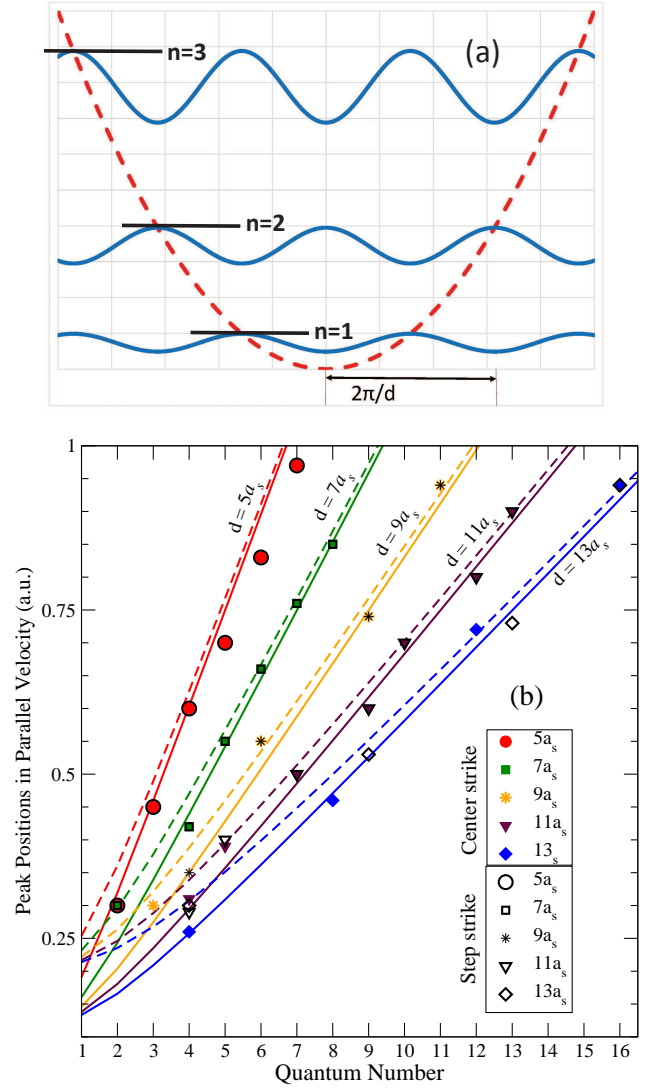 (a)
n=3
n=2
n=1
2π/d
1
0.75
0.5
0.25
Peak Positions in Parallel Velocity (a.u.)
d = 5a_s
d = 7a_s
d = 9a_s
d = 11a_s
d = 13a_s
(b)
Center strike
5a_s
7a_s
9a_s
11a_s
13_s
Step strike
5a_s
7a_s
9a_s
11a_s
13a_s
1 2 3 4 5 6 7 8 9 10 11 12 13 14 15 16
Quantum Number